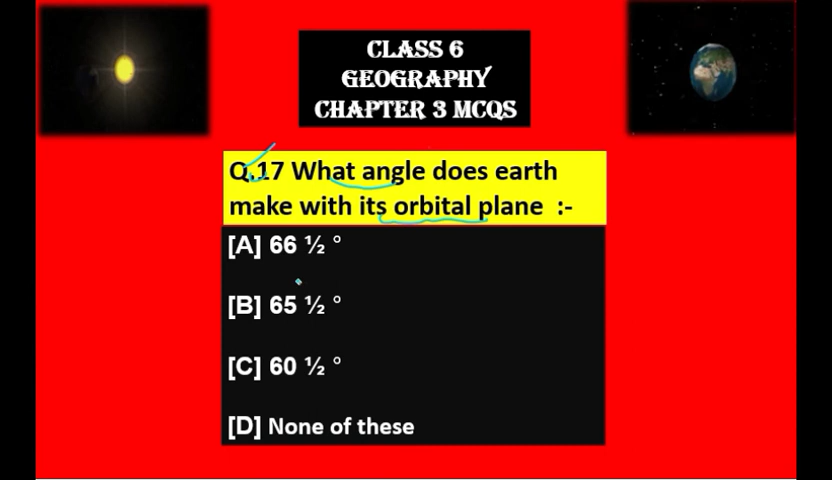 CLASS 6
GEOGRAPHY
CHAPTER 3 MCQS
Q.17 What angle does earth
make with its orbital plane :-
[A] 66 ½ °
[B] 65 ½ °
[C] 60 ½ °
[D] None of these